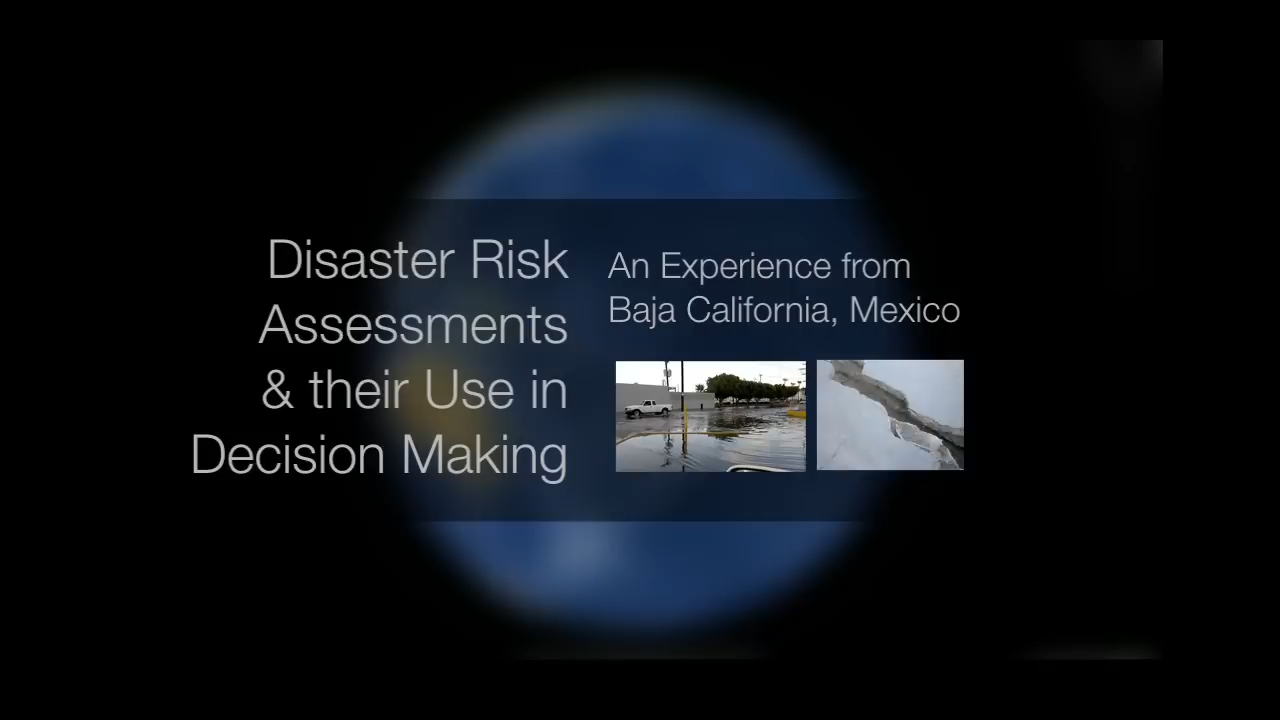 Disaster Risk
Assessments
& their Use in
Decision Making
An Experience from
Baja California, Mexico